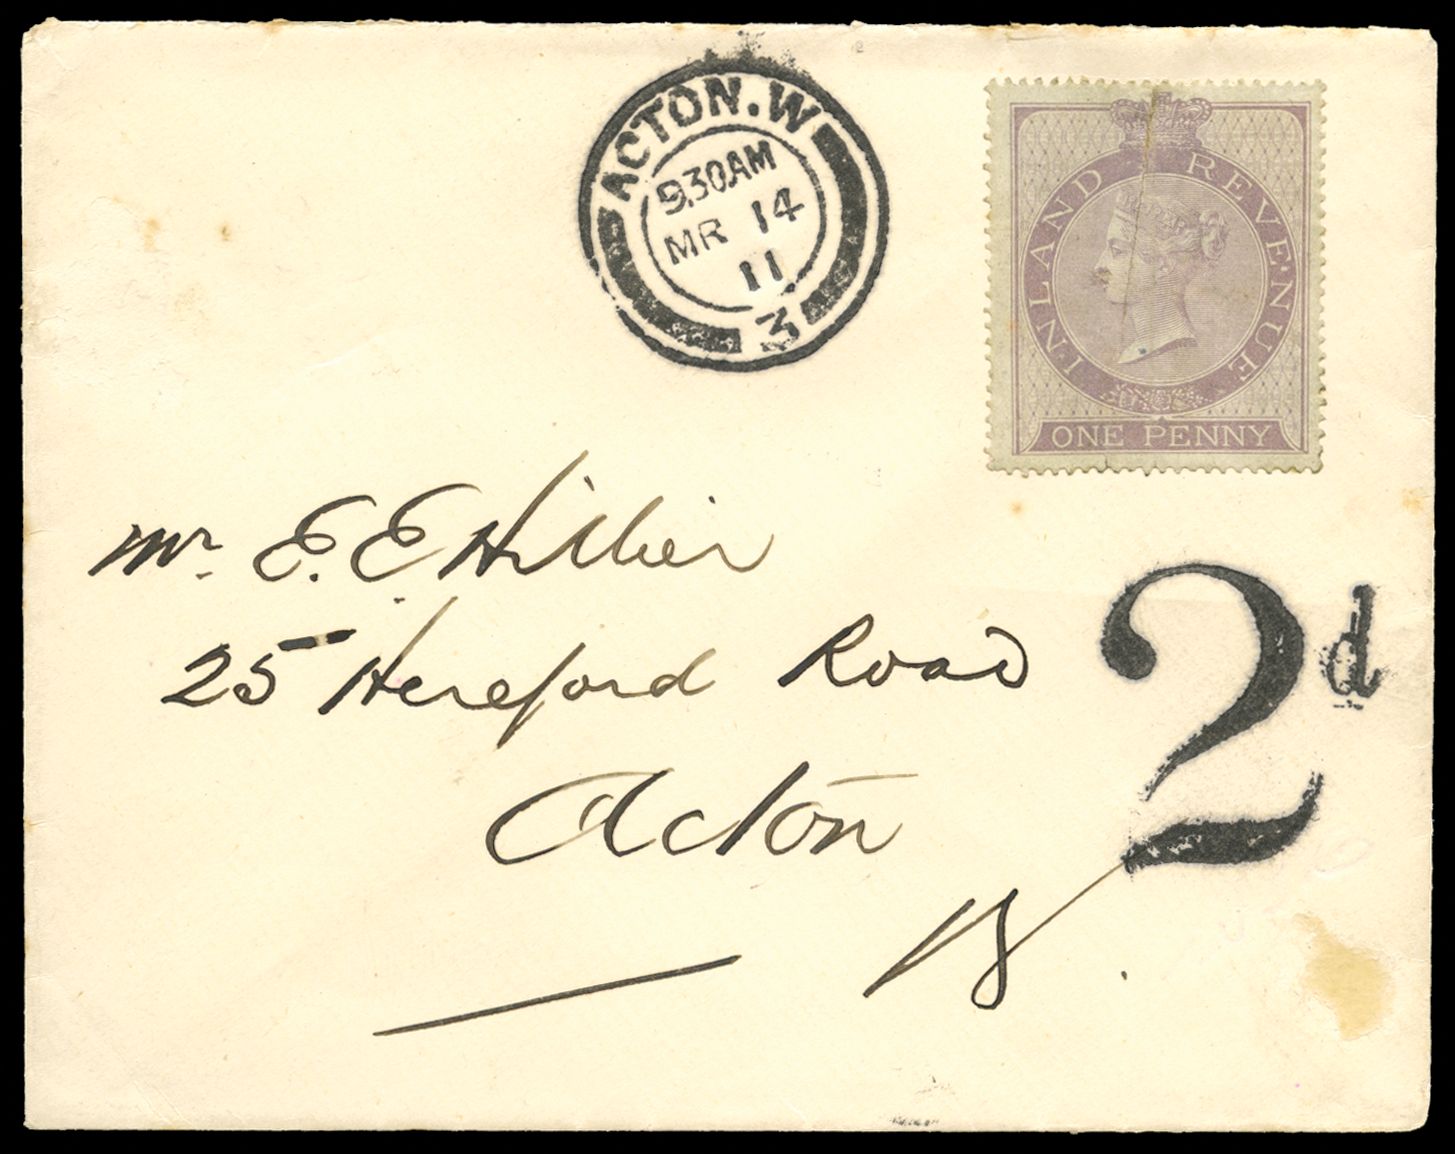 ACTON.W
9.30AM
MR 14
11
3
INLAND REVENUE
ONE PENNY
Mr. E. E Hillier
25 Hereford Road
Acton
W.
2d